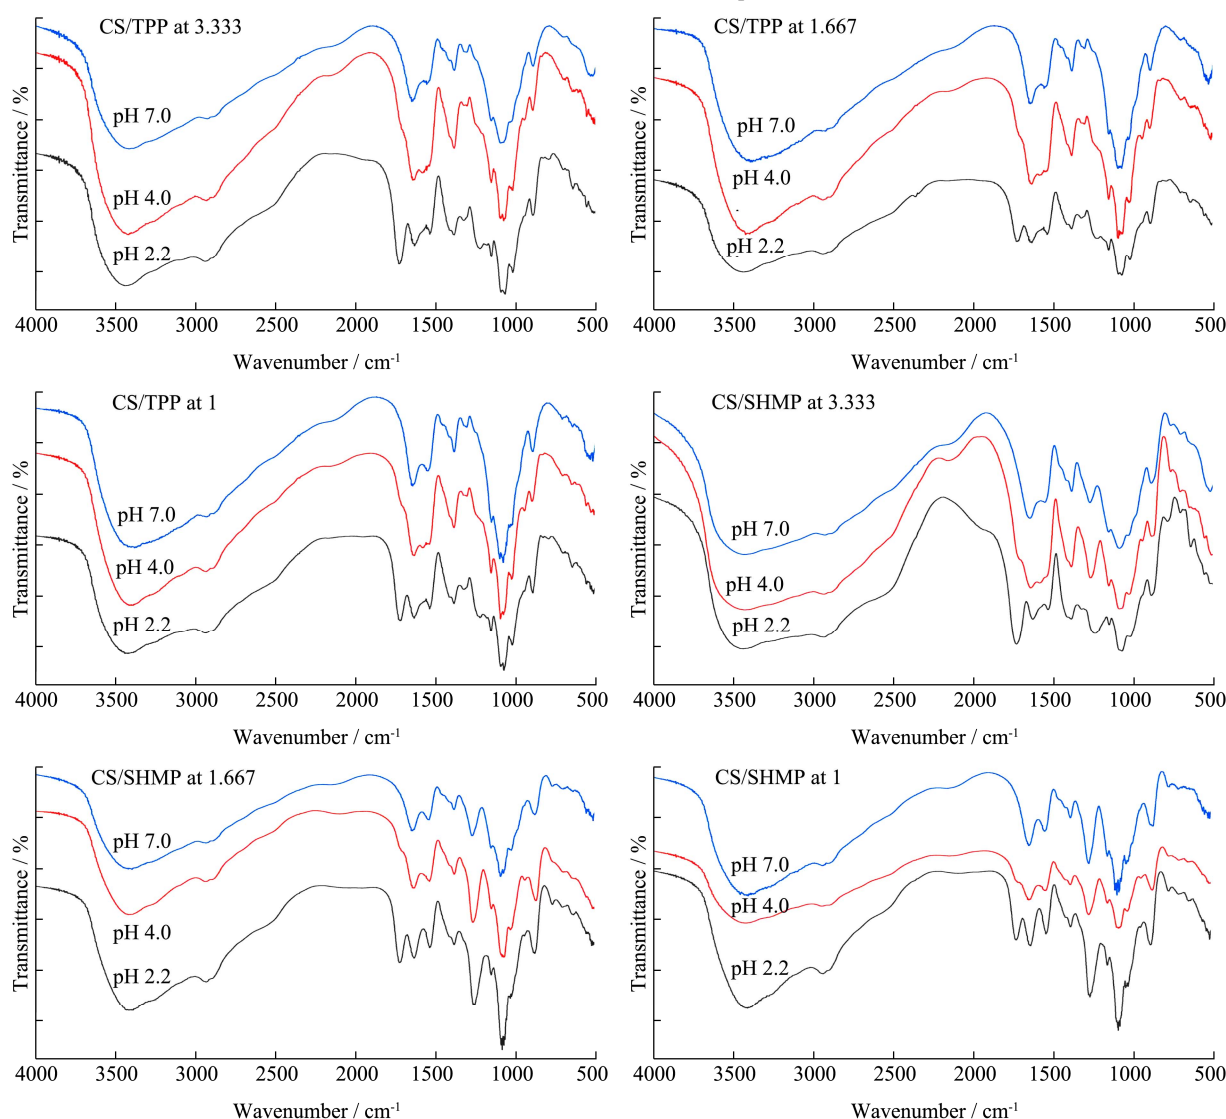 CS/TPP at 3.333
pH 7.0
pH 4.0
pH 2.2
Transmittance / %
4000 3500 3000 2500 2000 1500 1000 500
Wavenumber / cm-1
CS/TPP at 1.667
pH 7.0
pH 4.0
pH 2.2
Transmittance / %
4000 3500 3000 2500 2000 1500 1000 500
Wavenumber / cm-1
CS/TPP at 1
pH 7.0
pH 4.0
pH 2.2
Transmittance / %
4000 3500 3000 2500 2000 1500 1000 500
Wavenumber / cm-1
CS/SHMP at 3.333
pH 7.0
pH 4.0
pH 2.2
Transmittance / %
4000 3500 3000 2500 2000 1500 1000 500
Wavenumber / cm-1
CS/SHMP at 1.667
pH 7.0
pH 4.0
pH 2.2
Transmittance / %
4000 3500 3000 2500 2000 1500 1000 500
Wavenumber / cm-1
CS/SHMP at 1
pH 7.0
pH 4.0
pH 2.2
Transmittance / %
4000 3500 3000 2500 2000 1500 1000 500
Wavenumber / cm-1